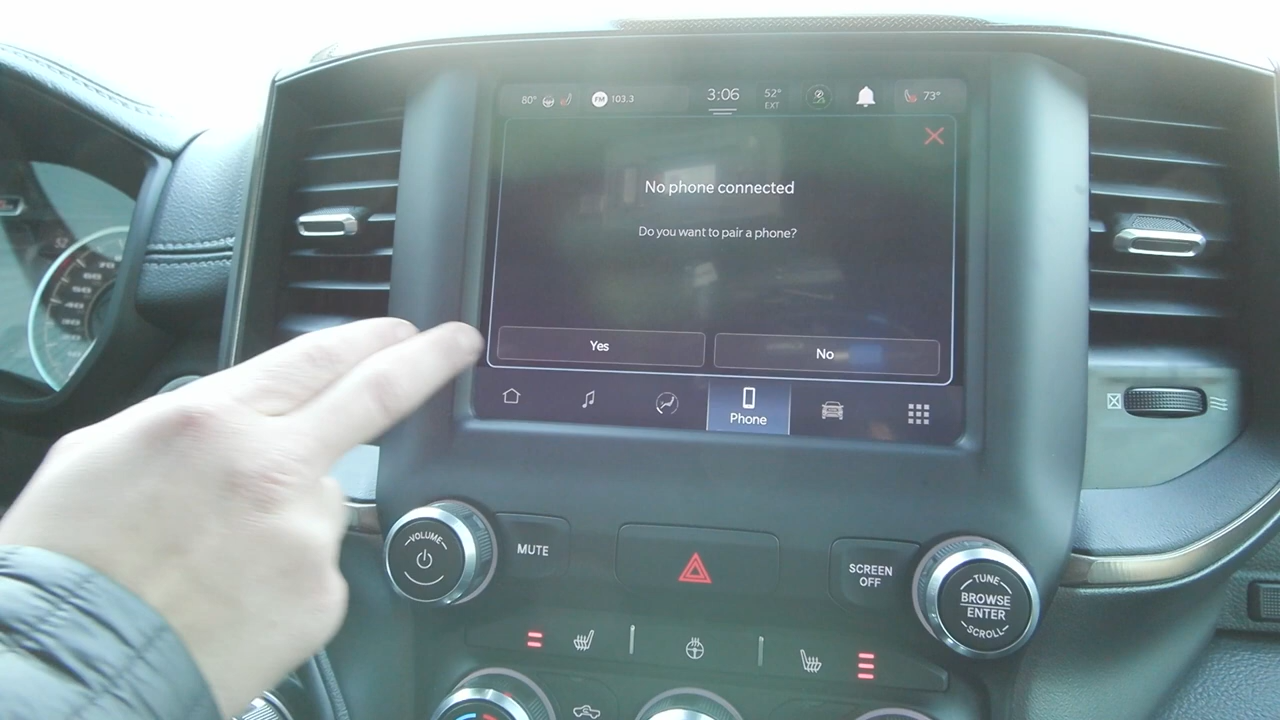 80° FM 103.3 3:06 52° EXT 73°
No phone connected
Do you want to pair a phone?
Yes No
Phone
VOLUME
MUTE
SCREEN
OFF
TUNE
BROWSE
ENTER
SCROLL